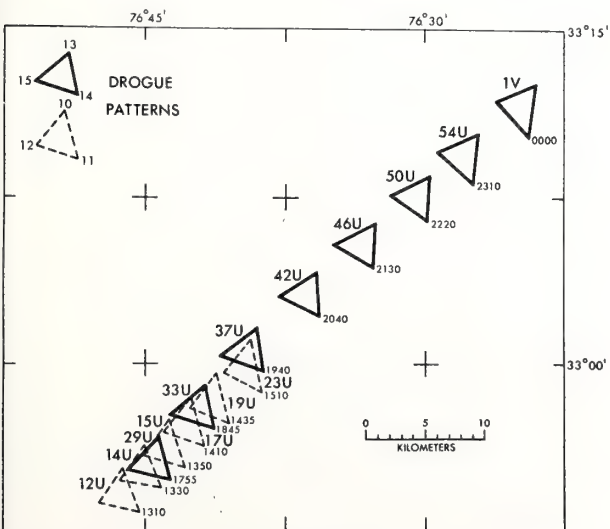 76°45'
76°30'
33°15'
13
15
14
DROGUE
PATTERNS
10
12
11
1V
0000
54U
2310
50U
2220
46U
2130
42U
2040
37U
1940
23U
1510
33U
19U
1435
1845
15U
17U
1410
29U
1350
14U
1755
12U
1330
1310
33°00'
0
5
10
KILOMETERS